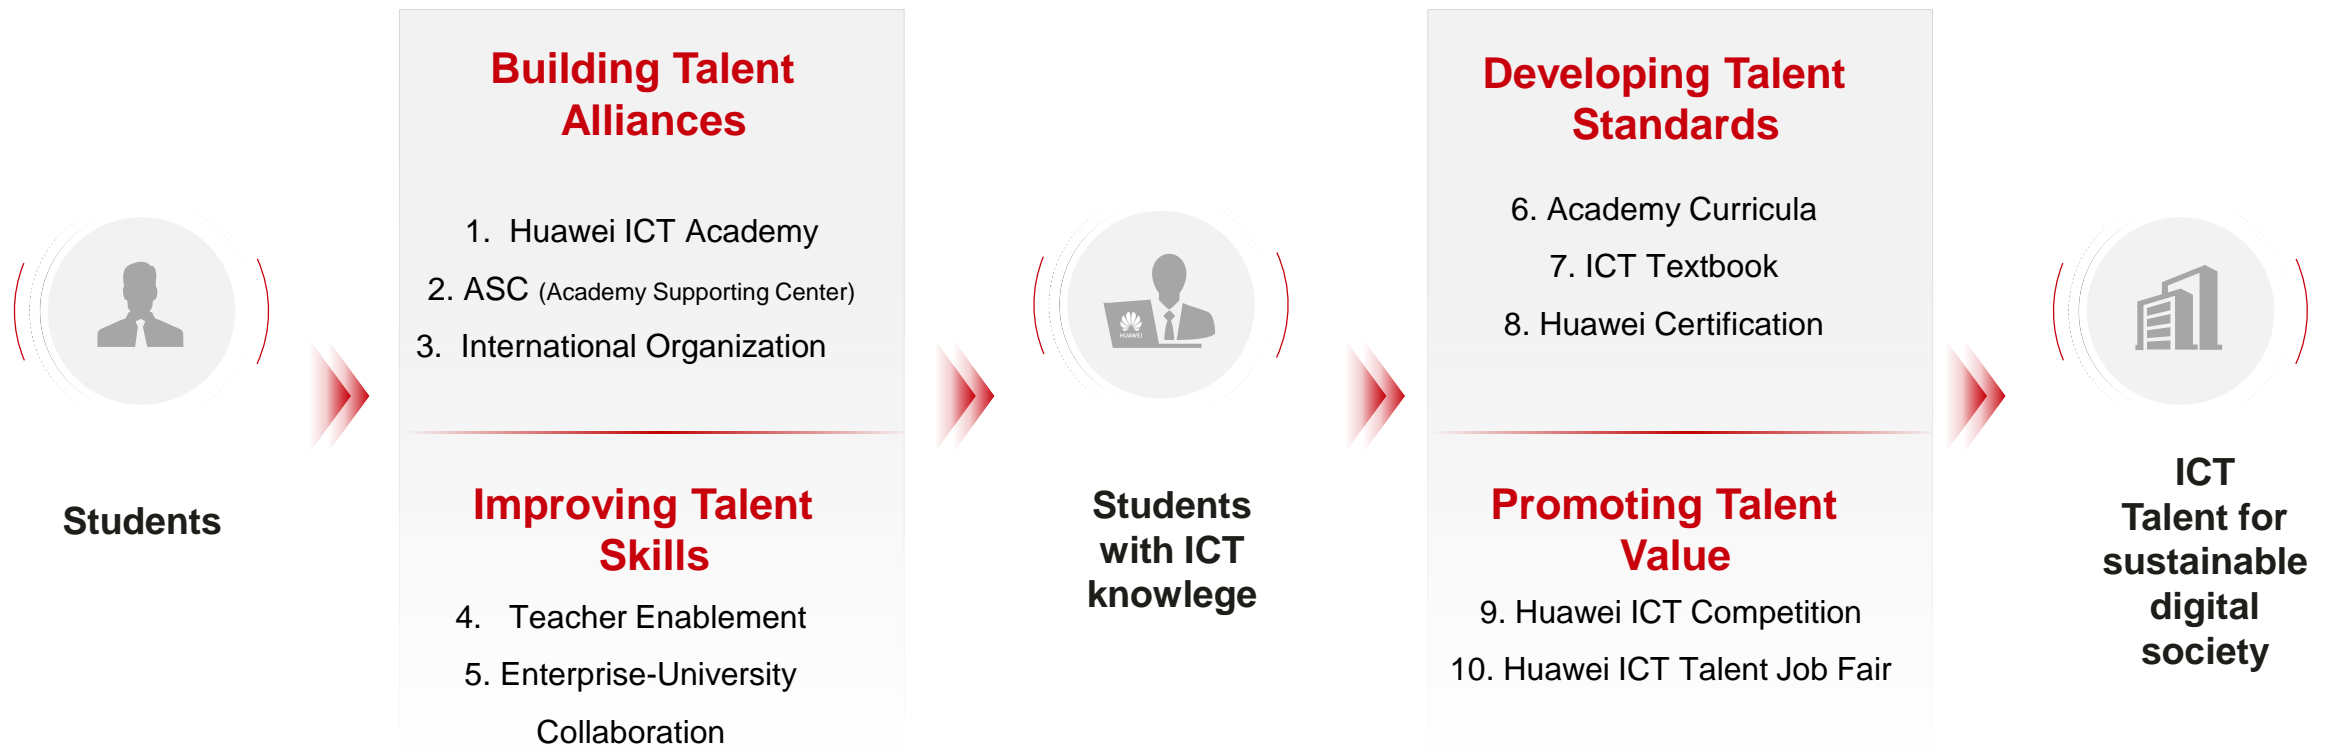 Students
Building Talent
Alliances
1. Huawei ICT Academy
2. ASC (Academy Supporting Center)
3. International Organization
Improving Talent
Skills
4. Teacher Enablement
5. Enterprise-University
Collaboration
HUAWEI
Students
with ICT
knowlege
Developing Talent
Standards
6. Academy Curricula
7. ICT Textbook
8. Huawei Certification
Promoting Talent
Value
9. Huawei ICT Competition
10. Huawei ICT Talent Job Fair
ICT
Talent for
sustainable
digital
society